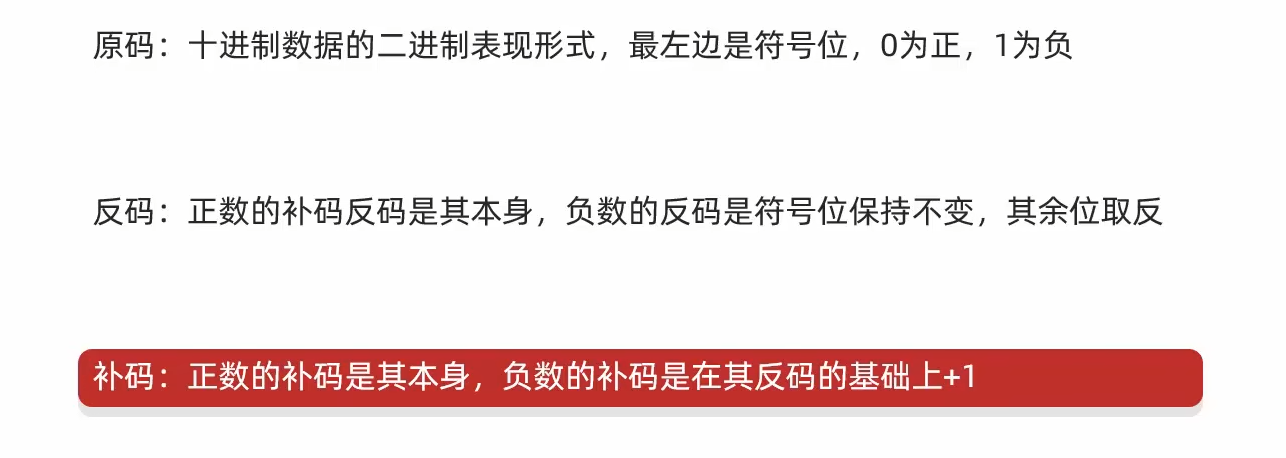 原码：十进制数据的二进制表现形式，最左边是符号位，0为正，1为负
反码：正数的补码反码是其本身，负数的反码是符号位保持不变，其余位取反
补码：正数的补码是其本身，负数的补码是在其反码的基础上+1